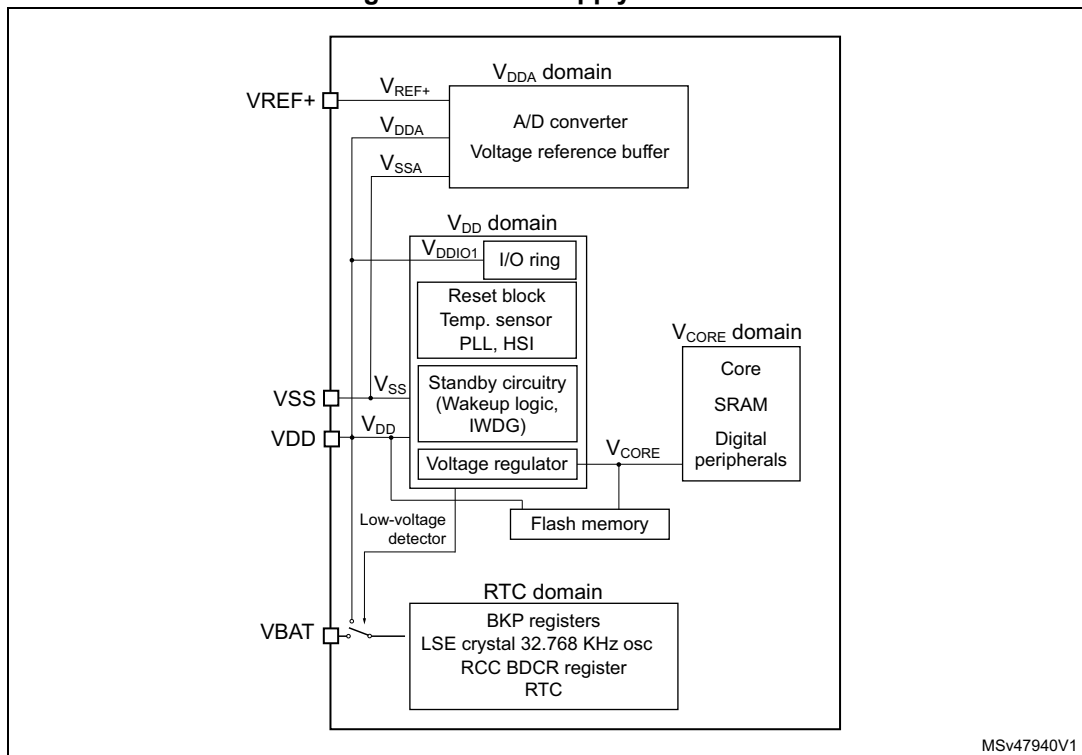 VREF+
VREF+
VDDA domain
A/D converter
Voltage reference buffer
VDDA
VSSA
VDD domain
VDDIO1
I/O ring
Reset block
Temp. sensor
PLL, HSI
VCORE domain
Core
SRAM
Digital
peripherals
VSS
VSS
Standby circuitry
(Wakeup logic,
IWDG)
VDD
VDD
Voltage regulator
VCORE
Flash memory
Low-voltage
detector
RTC domain
VBAT
BKP registers
LSE crystal 32.768 KHz osc
RCC BDCR register
RTC
MSv47940V1